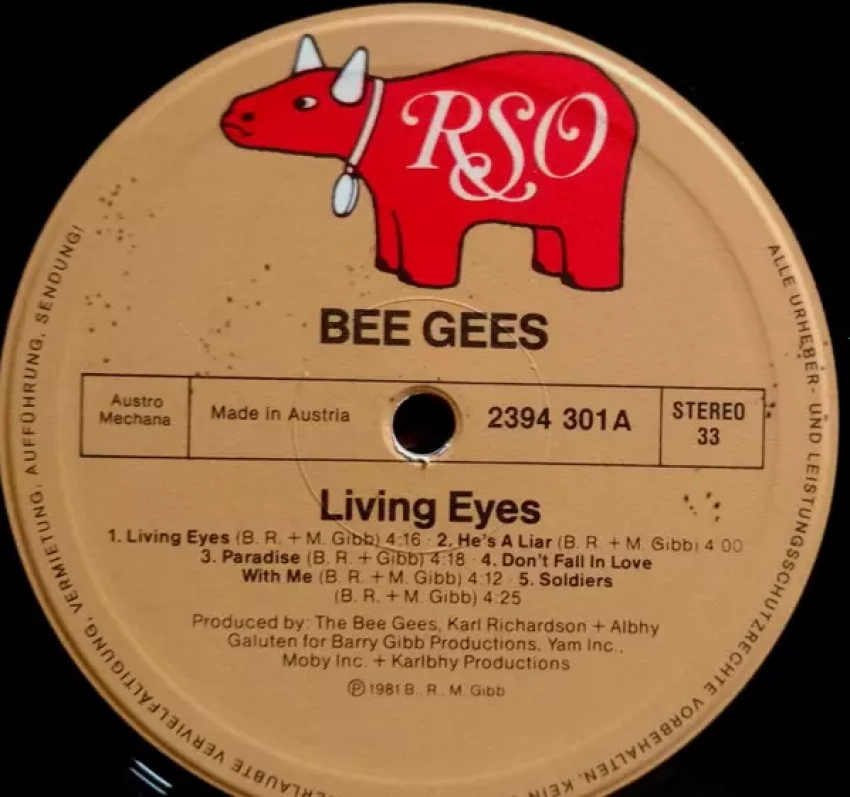 RSO
BEE GEES
Austro
Mechana
Made in Austria
2394 301 A
STEREO
33
Living Eyes
1. Living Eyes (B. R. + M. Gibb) 4:16 · 2. He's A Liar (B. R. + M. Gibb) 4:00
3. Paradise (B. R. + Gibb) 4:18 · 4. Don't Fall In Love
With Me (B. R. + M. Gibb) 4:12 · 5. Soldiers
(B. R. + M. Gibb) 4:25
Produced by: The Bee Gees, Karl Richardson + Albhy
Galuten for Barry Gibb Productions, Yam Inc.,
Moby Inc. + Karlbhy Productions
Ⓟ 1981 B., R., M. Gibb
ALLE URHEBER- UND LEISTUNGSSCHUTZRECHTE VORBEHALTEN. KEIN
ERLAUBTE VERVIELFÄLTIGUNG, VERMIETUNG, AUFFÜHRUNG, SENDUNG!